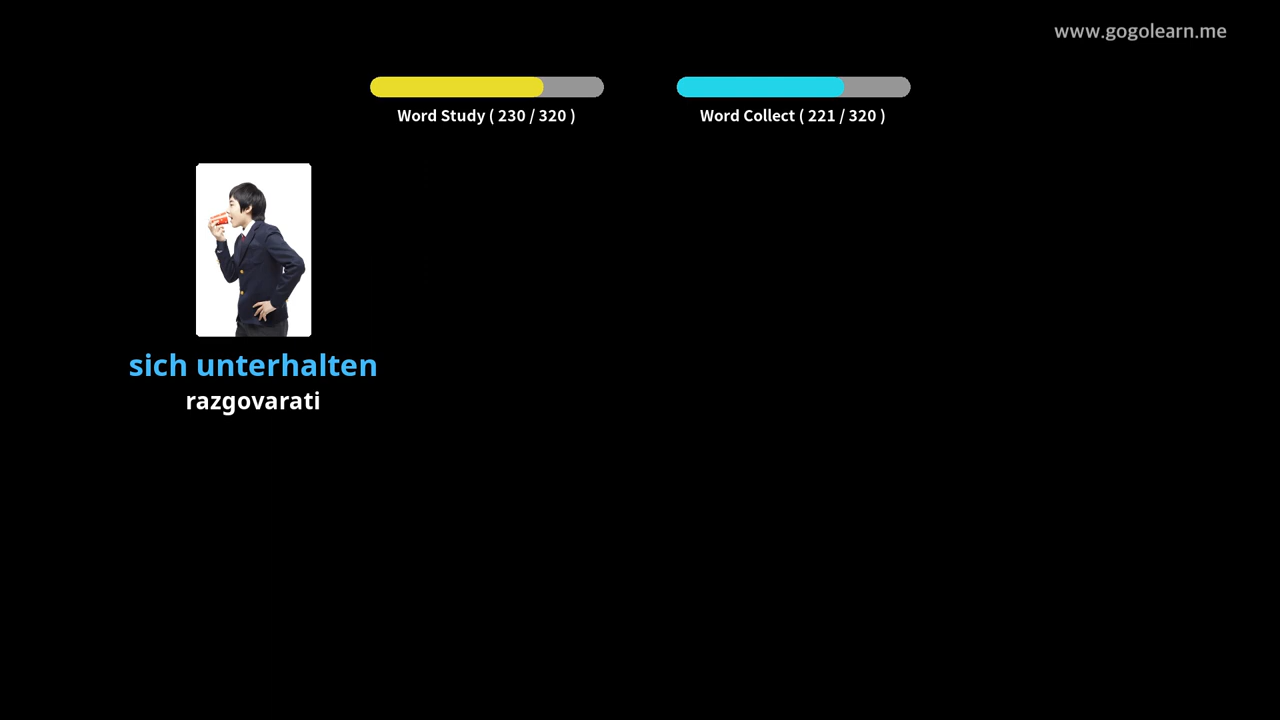 www.gogolearn.me
Word Study ( 230 / 320 )
Word Collect ( 221 / 320 )
sich unterhalten
razgovarati